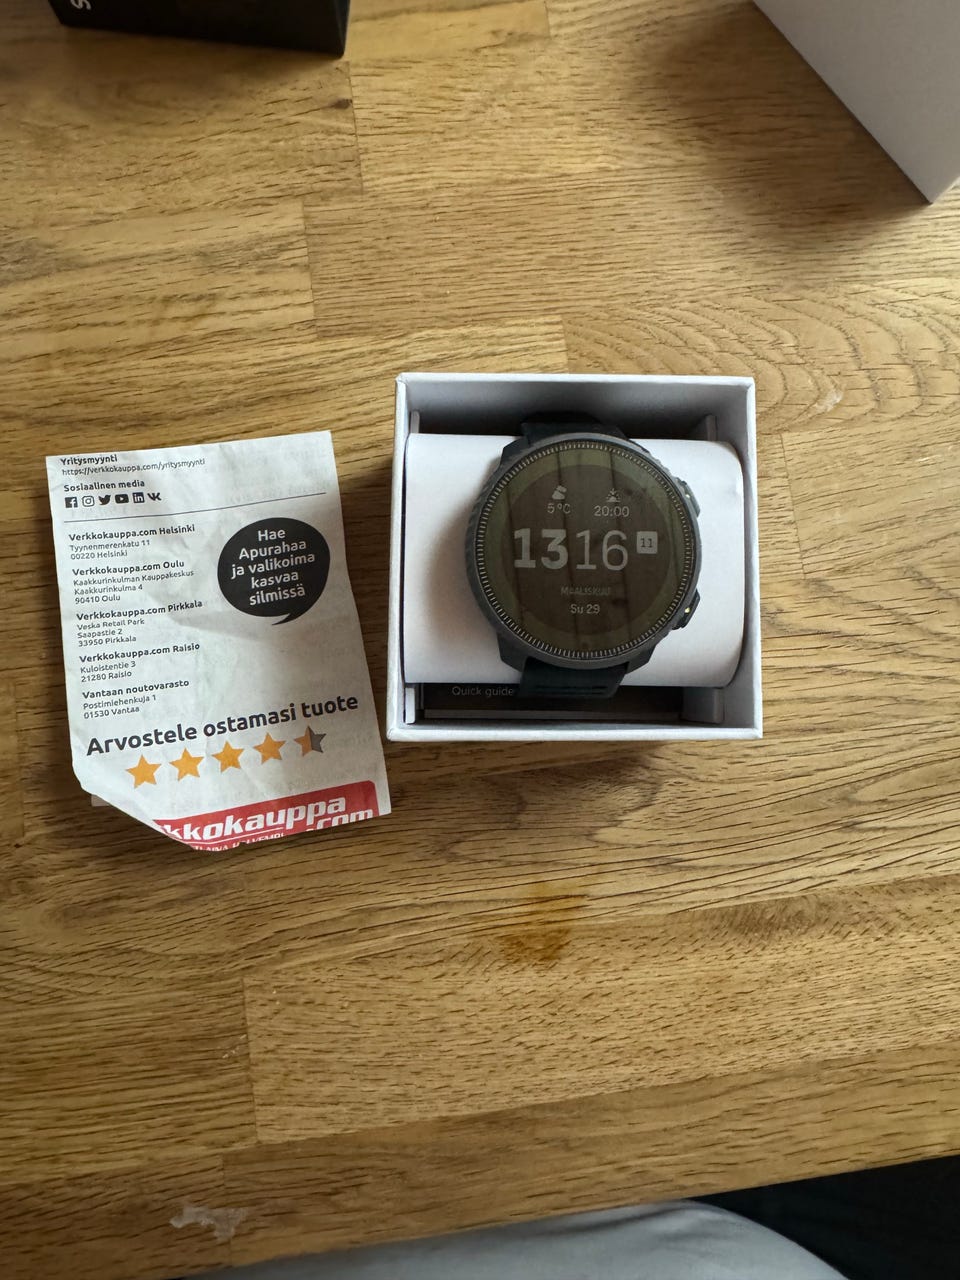 S
Yritysmyynti
https://verkkokauppa.com/yritysmyynti
Sosiaalinen media
Verkkokauppa.com Helsinki
Tyynenmerenkatu 11
00220 Helsinki
Verkkokauppa.com Oulu
Kaakkurinkulman Kauppakeskus
Kaakkurinkulma 4
90410 Oulu
Verkkokauppa.com Pirkkala
Veska Retail Park
Saapastie 2
33950 Pirkkala
Verkkokauppa.com Raisio
Kuloistentie 3
21280 Raisio
Vantaan noutovarasto
Postimiehenkuja 1
01530 Vantaa
Hae
Apurahaa
ja valikoima
kasvaa
silmissä
Arvostele ostamasi tuote
kkokauppa
.com
5°C 20:00
13 16 11
MAALISKUU
Su 29
Quick guide